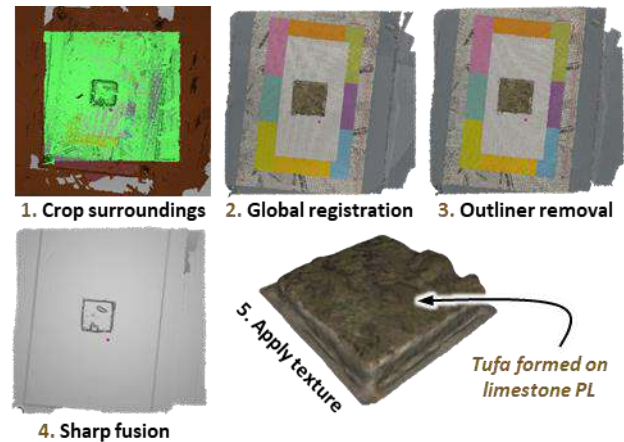 1. Crop surroundings
2. Global registration
3. Outliner removal
4. Sharp fusion
5. Apply texture
Tufa formed on
limestone PL